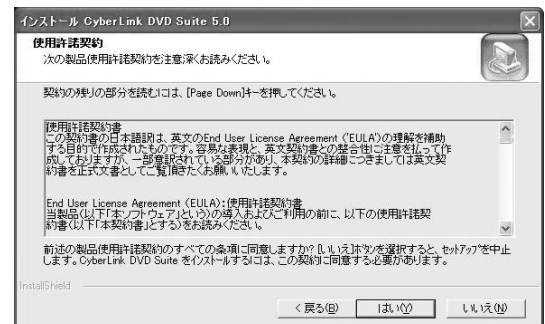 インストール CyberLink DVD Suite 5.0
使用許諾契約
次の製品使用許諾契約を注意深くお読みください。
契約の残りの部分を読むには、[Page Down]キーを押してください。
使用許諾契約書
この契約書の日本語訳は、英文のEnd User License Agreement ('EULA')の理解を補助
する目的で作成されたものです。容易な表現と、英文契約書との整合性に注意を払って作
成しておりますが、一部意訳されている部分があり、本契約の詳細につきましては英文契
約書を正式文書としてご覧頂きたくお願いいたします。
End User License Agreement (EULA):使用許諾契約書
当製品(以下「本ソフトウェア」という)の導入およびご利用の前に、以下の使用許諾契
約書(以下「本契約書」とする)をお読みください。
前述の製品使用許諾契約のすべての条項に同意しますか?[いいえ]ボタンを選択すると、セットアップを中止
します。CyberLink DVD Suite をインストールするには、この契約に同意する必要があります。
InstallShield
< 戻る(B)
はい(Y)
いいえ(N)